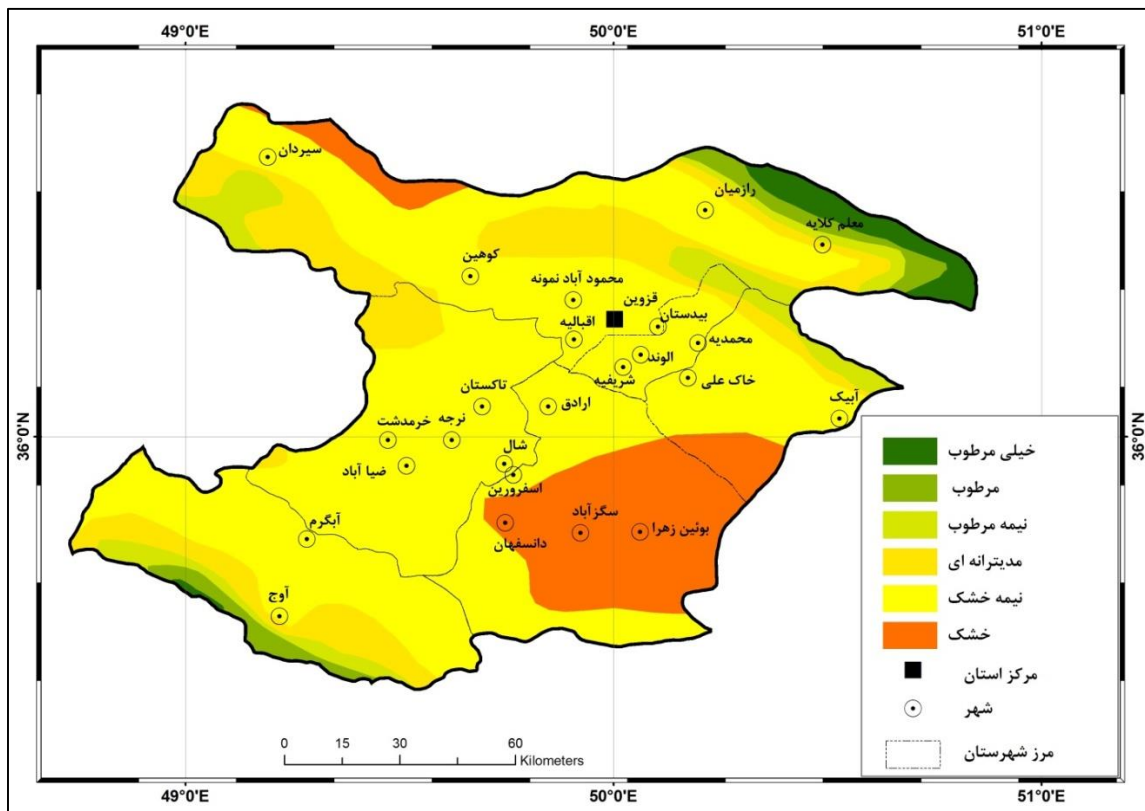 49°0'E
50°0'E
51°0'E
سیردان
رازمیان
معلم کلایه
کوهین
محمود آباد نمونه
قزوین
بیدستان
اقبالیه
محمدیه
الوند
شریفیه
خاک علی
تاکستان
ارادق
آبیک
36°0'N
36°0'N
خرمدشت
نرجه
شال
ضیا آباد
اسفرورین
سگزآباد
بوئین زهرا
دانسفهان
آبگرم
آوج
خیلی مرطوب
مرطوب
نیمه مرطوب
مدیترانه ای
نیمه خشک
خشک
مرکز استان
شهر
مرز شهرستان
0 15 30 60
Kilometers
49°0'E
50°0'E
51°0'E